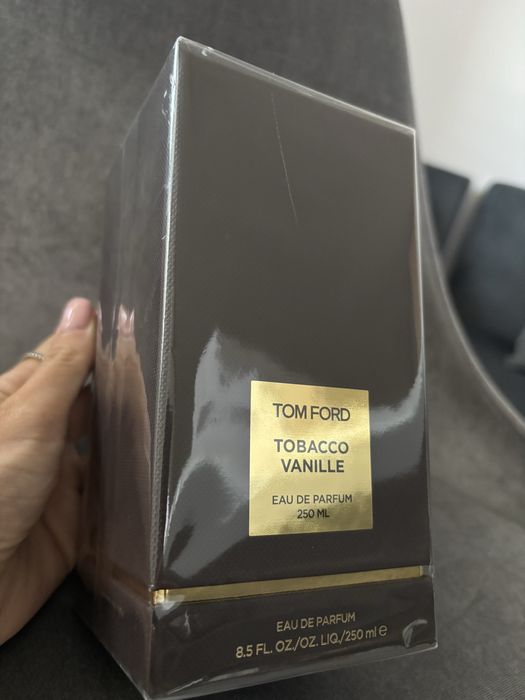 TOM FORD
TOBACCO
VANILLE
EAU DE PARFUM
250 ML
EAU DE PARFUM
8.5 FL. OZ./OZ. LIQ./250 ml ℮